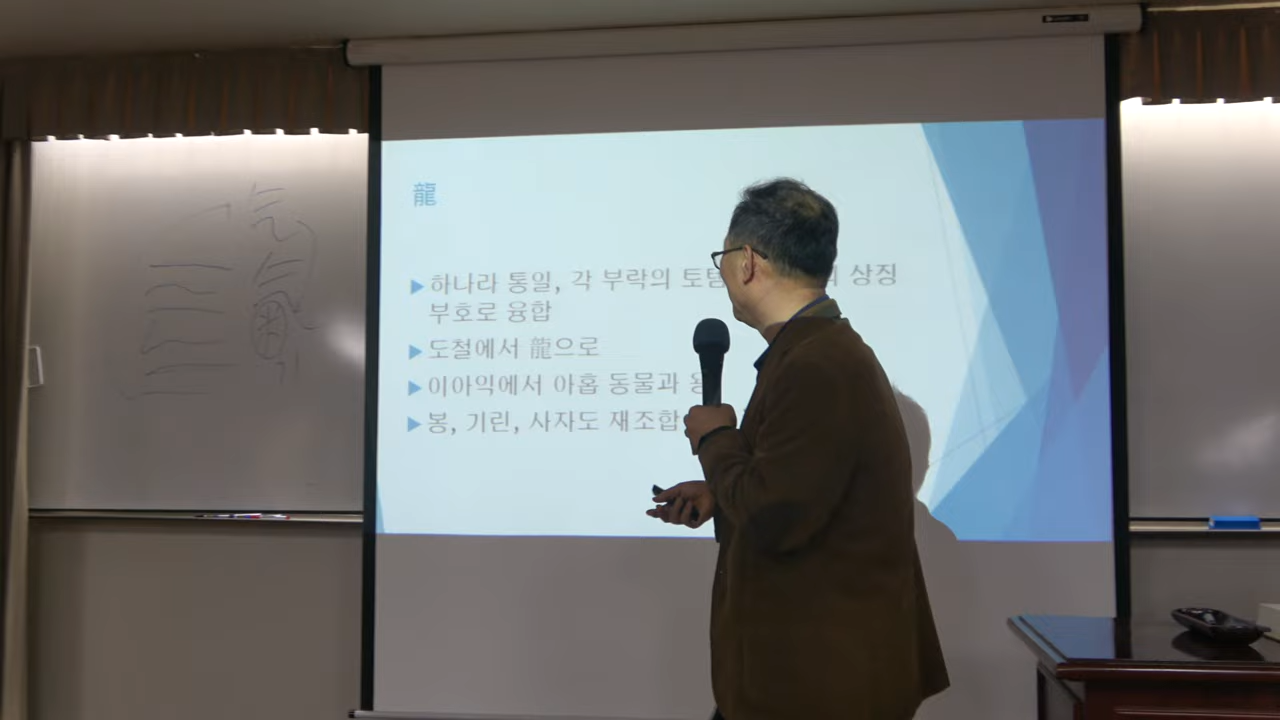 龍
하나라 통일, 각 부락의 토 상징
부호로 융합
도철에서 龍으로
이아익에서 아홉 동물과
봉, 기린, 사자도 재조합